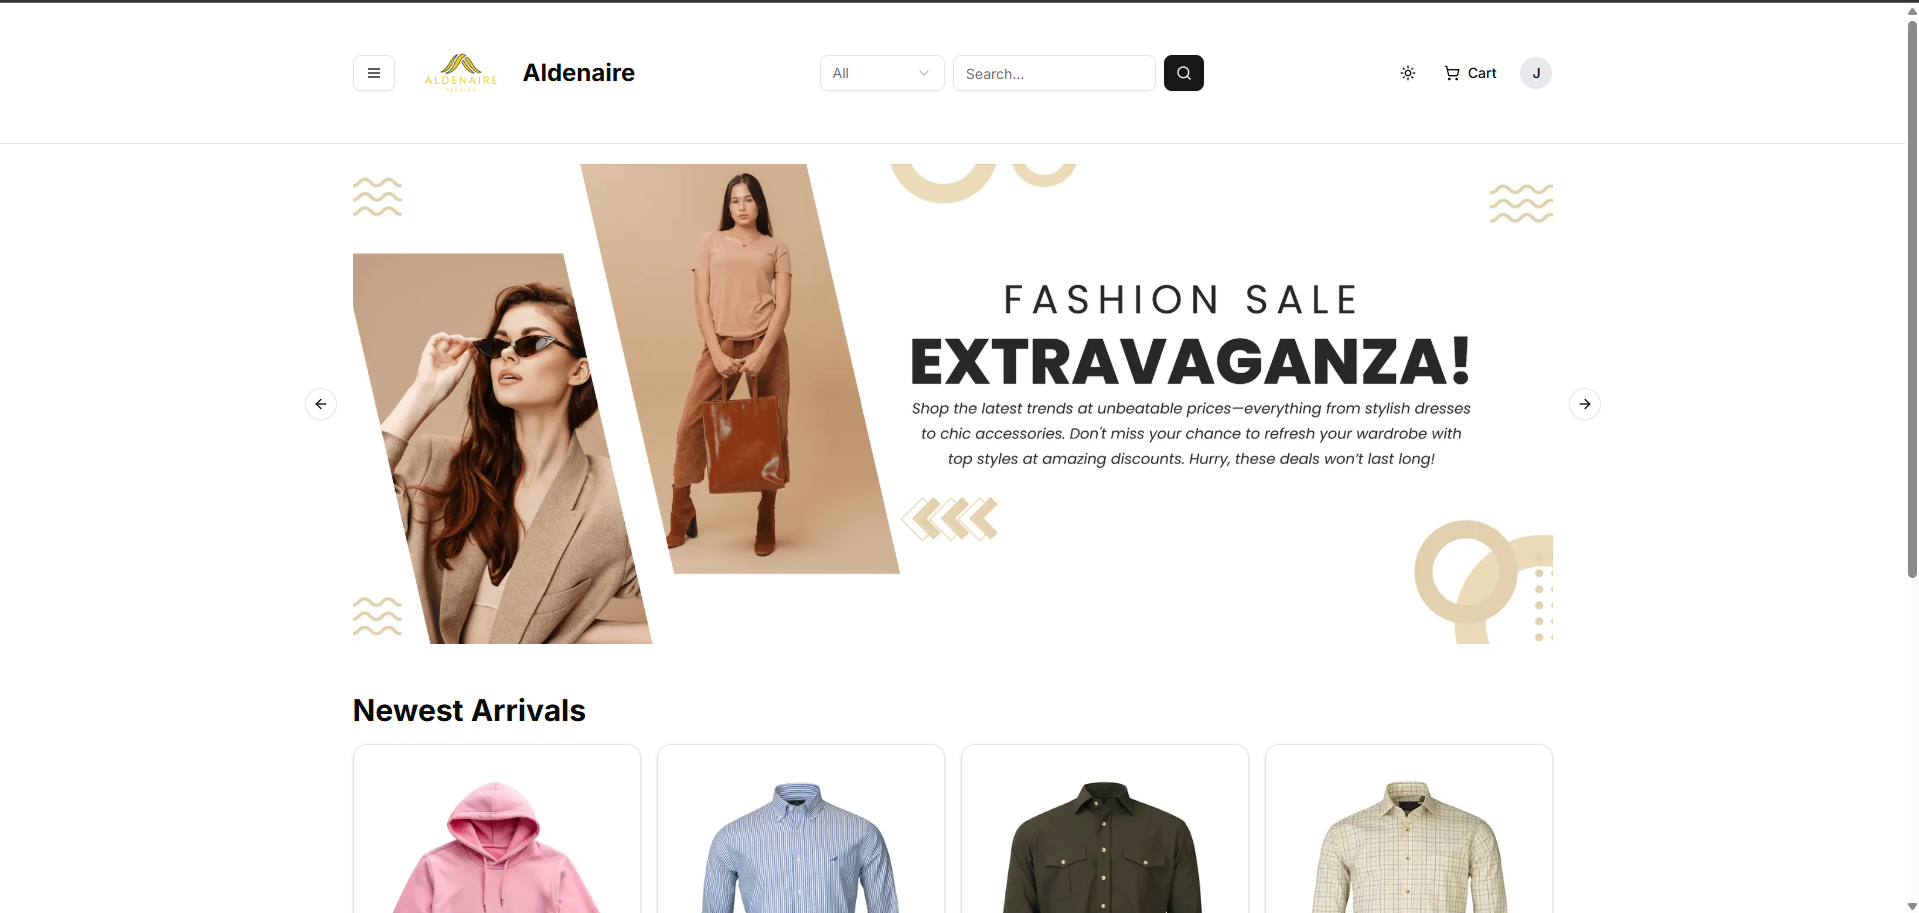 ALDENAIRE
FASHION
Aldenaire
All
Search...
Cart
J
FASHION SALE
EXTRAVAGANZA!
Shop the latest trends at unbeatable prices—everything from stylish dresses
to chic accessories. Don't miss your chance to refresh your wardrobe with
top styles at amazing discounts. Hurry, these deals won't last long!
Newest Arrivals